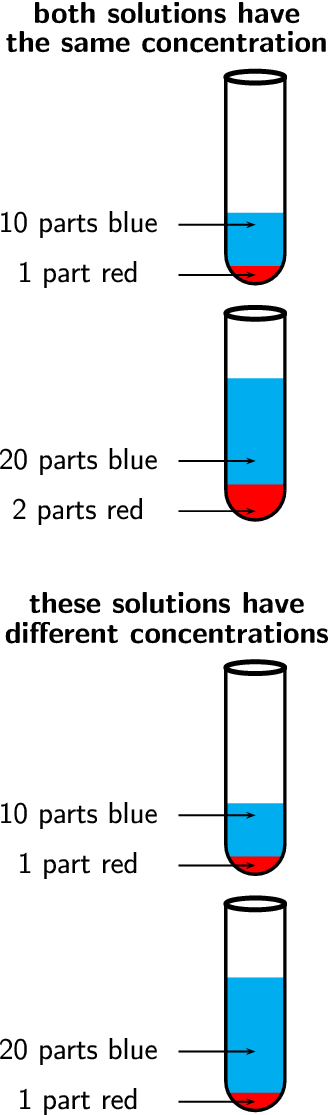 both solutions have
the same concentration
10 parts blue
1 part red
20 parts blue
2 parts red
these solutions have
different concentrations
10 parts blue
1 part red
20 parts blue
1 part red